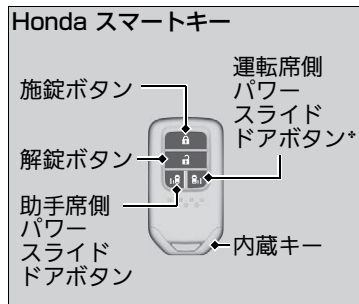 Honda スマートキー
施錠ボタン
解錠ボタン
助手席側
パワー
スライド
ドアボタン
運転席側
パワー
スライド
ドアボタン*
内蔵キー